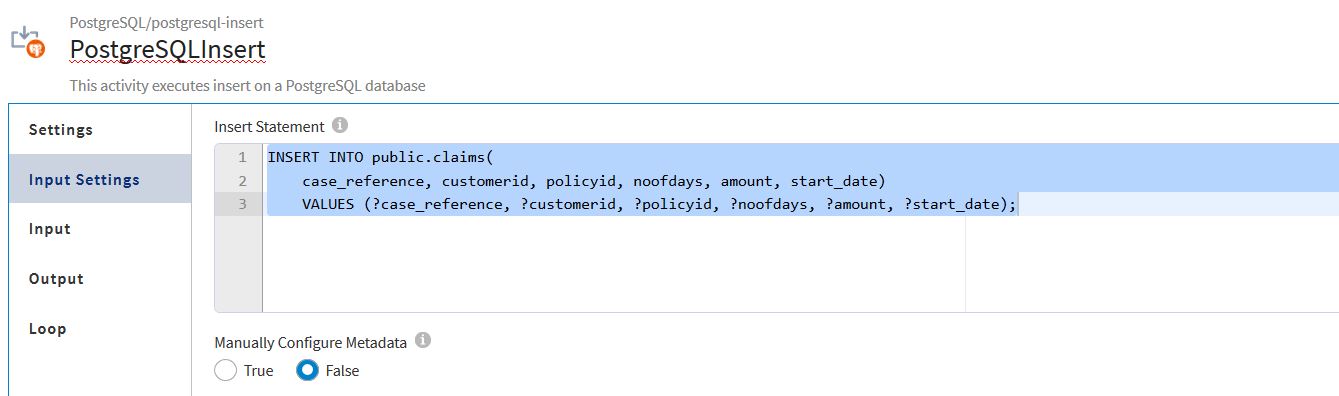 PostgreSQL/postgresql-insert
PostgreSQLInsert
This activity executes insert on a PostgreSQL database
Settings
Input Settings
Input
Output
Loop
Insert Statement
1 INSERT INTO public.claims(
2 case_reference, customerid, policyid, noofdays, amount, start_date)
3 VALUES (?case_reference, ?customerid, ?policyid, ?noofdays, ?amount, ?start_date);
Manually Configure Metadata
True False